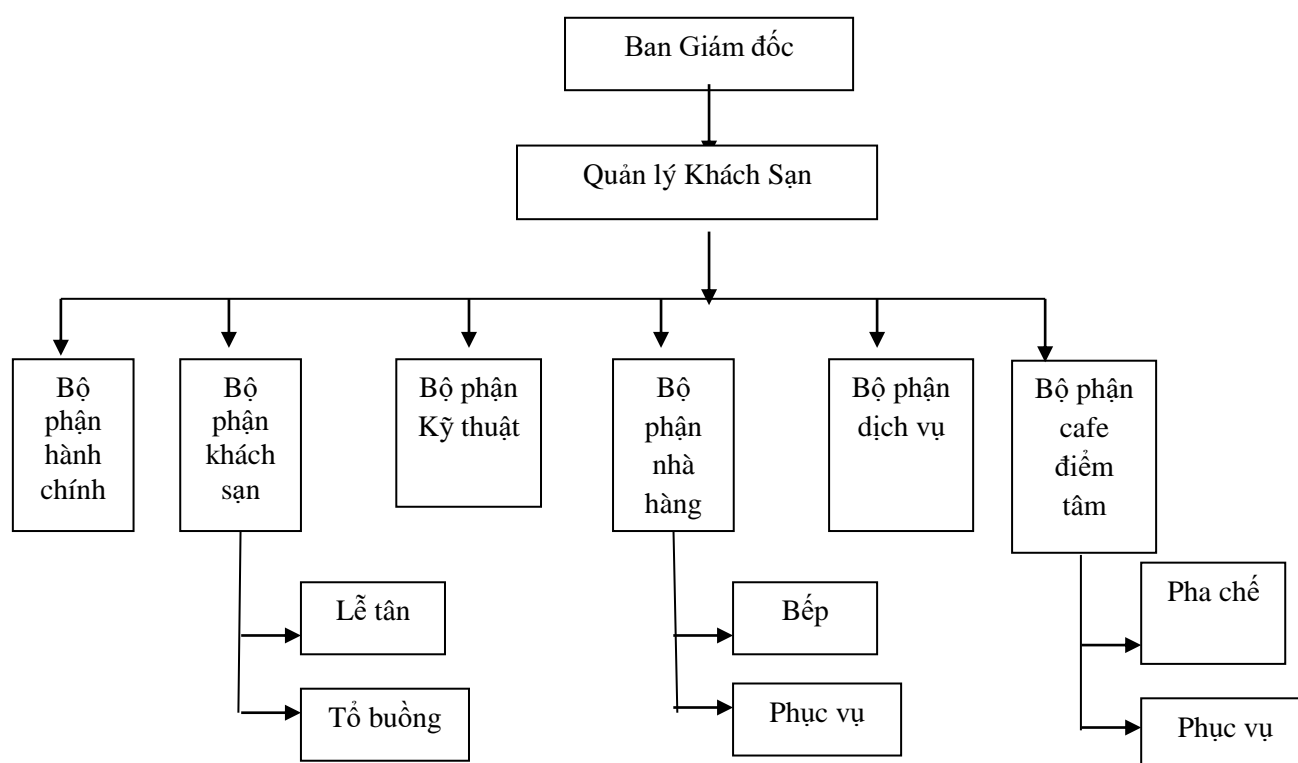 Ban Giám đốc
Quản lý Khách Sạn
Bộ
phận
hành
chính
Bộ
phận
khách
sạn
Bộ phận
Kỹ thuật
Bộ
phận
nhà
hàng
Bộ phận
dịch vụ
Bộ phận
cafe
điểm
tâm
Lễ tân
Tổ buồng
Bếp
Phục vụ
Pha chế
Phục vụ